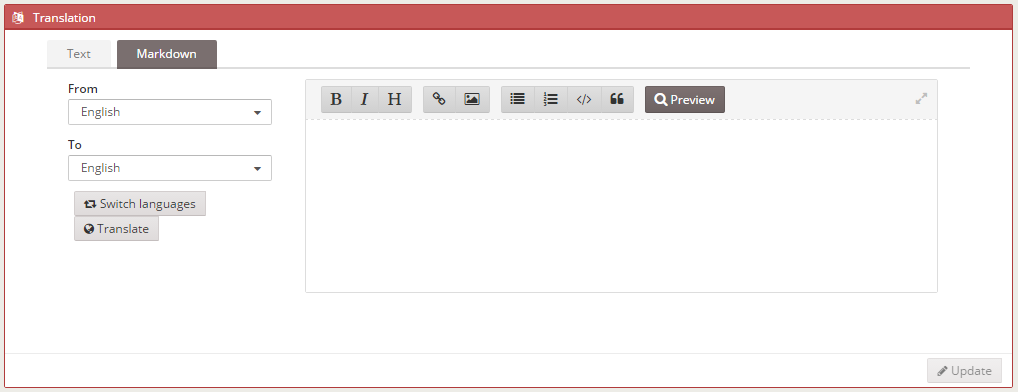 Translation
Text
Markdown
From
English
To
English
Switch languages
Translate
B I H
Preview
Update